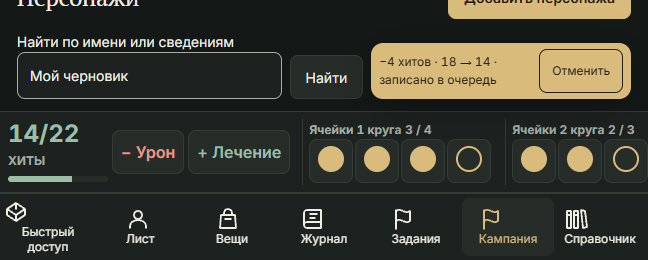 Персонажи
Добавить персонажа
Найти по имени или сведениям
Мой черновик
Найти
−4 хитов · 18 → 14 ·
записано в очередь
Отменить
14/22
хиты
− Урон
+ Лечение
Ячейки 1 круга 3 / 4
Ячейки 2 круга 2 / 3
Быстрый
доступ
Лист
Вещи
Журнал
Задания
Кампания
Справочник